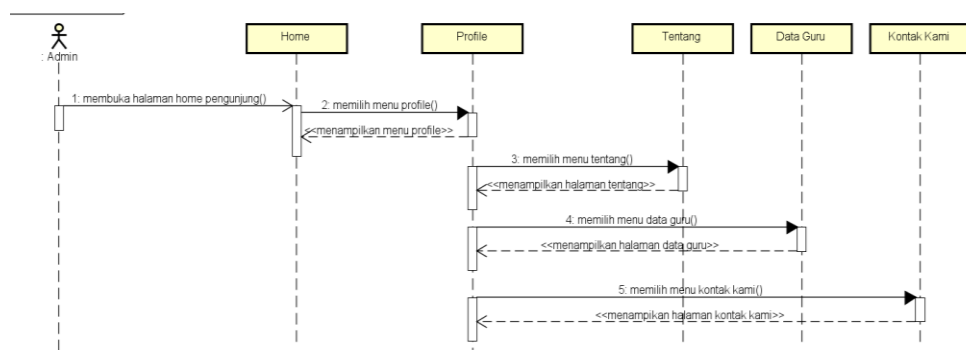 Home
Profile
Tentang
Data Guru
Kontak Kami
: Admin
1: membuka halaman home pengunjung()
2: memilih menu profile()
<<menampilkan menu profile>>
3: memilih menu tentang()
<<menampilkan halaman tentang>>
4: memilih menu data guru()
<<menampilkan halaman data guru>>
5: memilih menu kontak kami()
<<menampikan halaman kontak kami>>